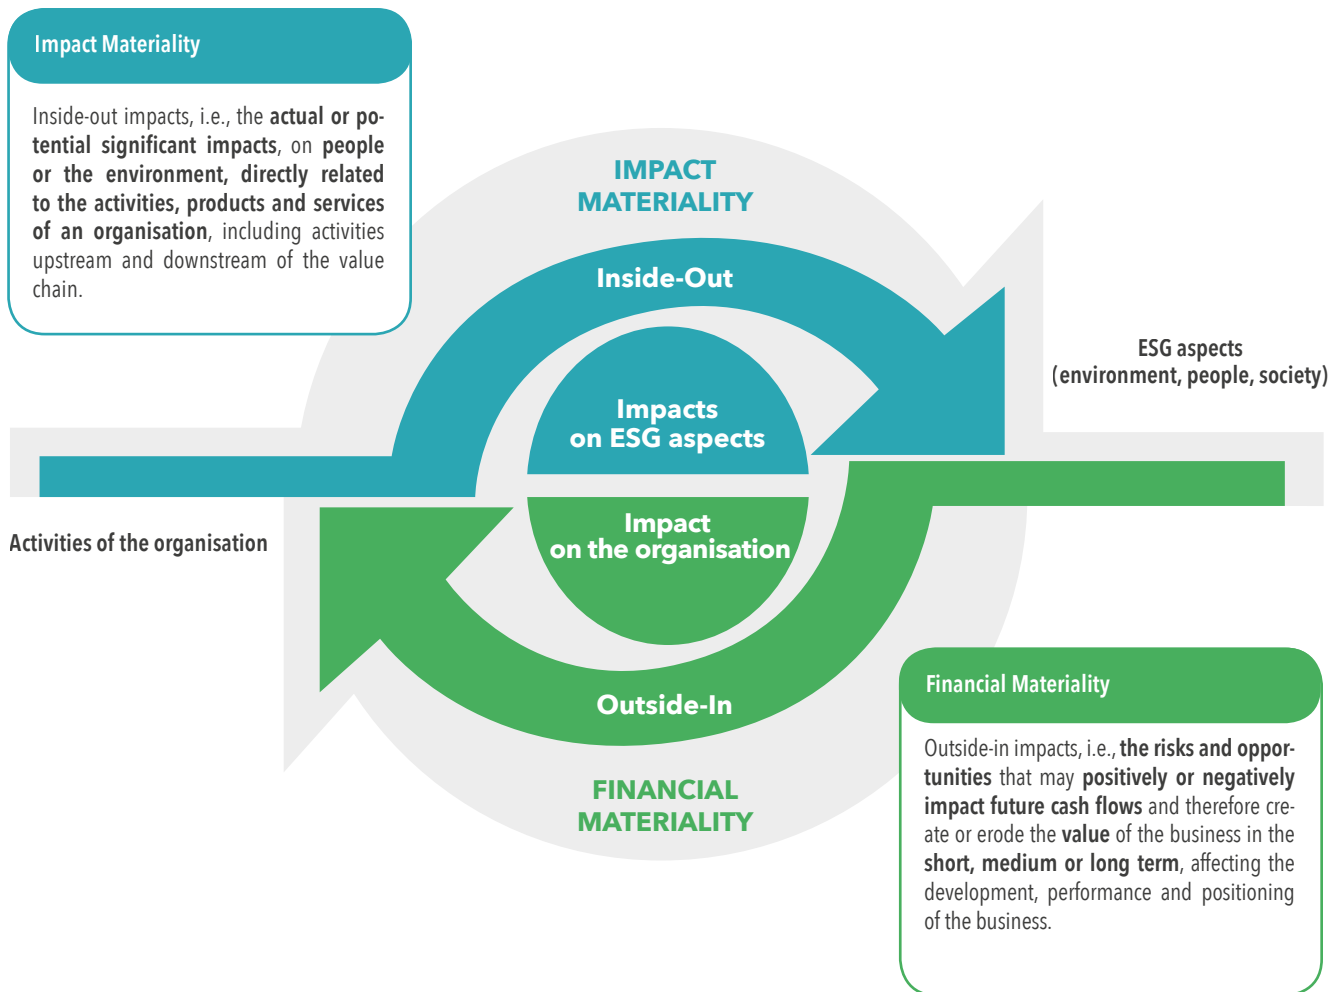 Impact Materiality
Inside-out impacts, i.e., the actual or po-
tential significant impacts, on people
or the environment, directly related
to the activities, products and services
of an organisation, including activities
upstream and downstream of the value
chain.
IMPACT
MATERIALITY
Inside-Out
Impacts
on ESG aspects
ESG aspects
(environment, people, society)
Activities of the organisation
Impact
on the organisation
Outside-In
FINANCIAL
MATERIALITY
Financial Materiality
Outside-in impacts, i.e., the risks and oppor-
tunities that may positively or negatively
impact future cash flows and therefore cre-
ate or erode the value of the business in the
short, medium or long term, affecting the
development, performance and positioning
of the business.